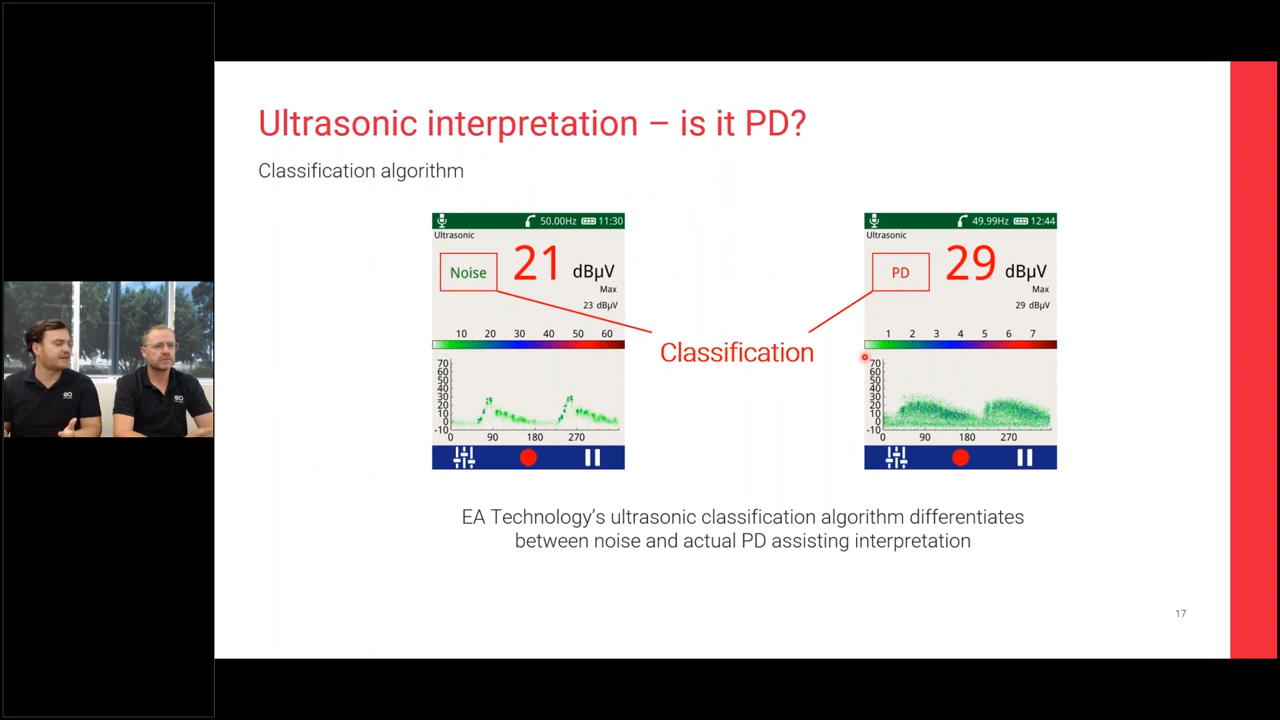 Ultrasonic interpretation – is it PD?
Classification algorithm
50.00Hz 11:30
Ultrasonic
Noise
21 dBµV
Max
23 dBµV
10 20 30 40 50 60
70
60
50
40
30
20
10
0
-10
0 90 180 270
49.99Hz 12:44
Ultrasonic
PD
29 dBµV
Max
29 dBµV
1 2 3 4 5 6 7
70
60
50
40
30
20
10
0
-10
0 90 180 270
Classification
EA Technology’s ultrasonic classification algorithm differentiates
between noise and actual PD assisting interpretation
17
ea
ea